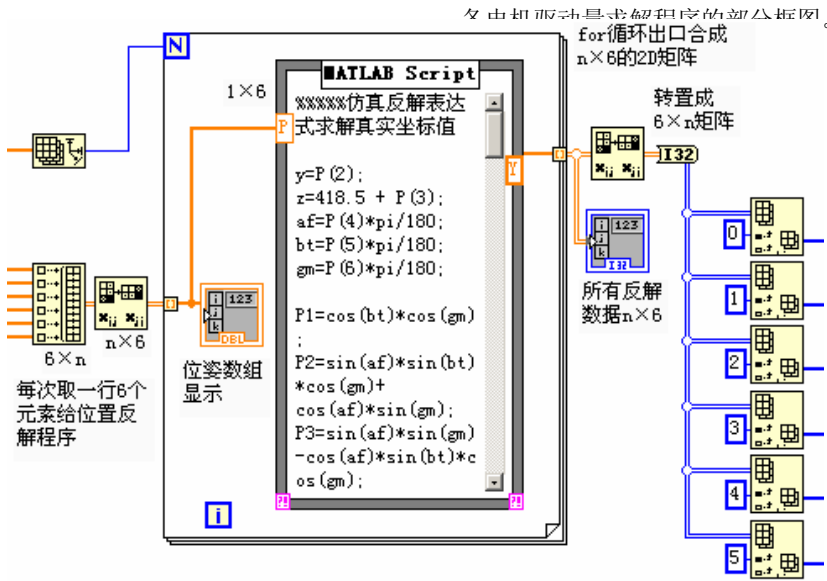 各电机驱动量求解程序的部分框图。
for循环出口合成
n×6的2D矩阵
N
MATLAB Script
1×6
%%%%%仿真反解表达
式求解真实坐标值
P
y=P(2);
z=418.5 + P(3);
af=P(4)*pi/180;
bt=P(5)*pi/180;
gm=P(6)*pi/180;
P1=cos(bt)*cos(gm)
;
P2=sin(af)*sin(bt)
*cos(gm)+
cos(af)*sin(gm);
P3=sin(af)*sin(gm)
-cos(af)*sin(bt)*c
os(gm);
Y
转置成
6×n矩阵
I32
123
I32
所有反解
数据n×6
0
1
2
3
4
5
6×n
n×6
每次取一行6个
元素给位置反
解程序
i
j
k
123
DBL
位姿数组
显示
i